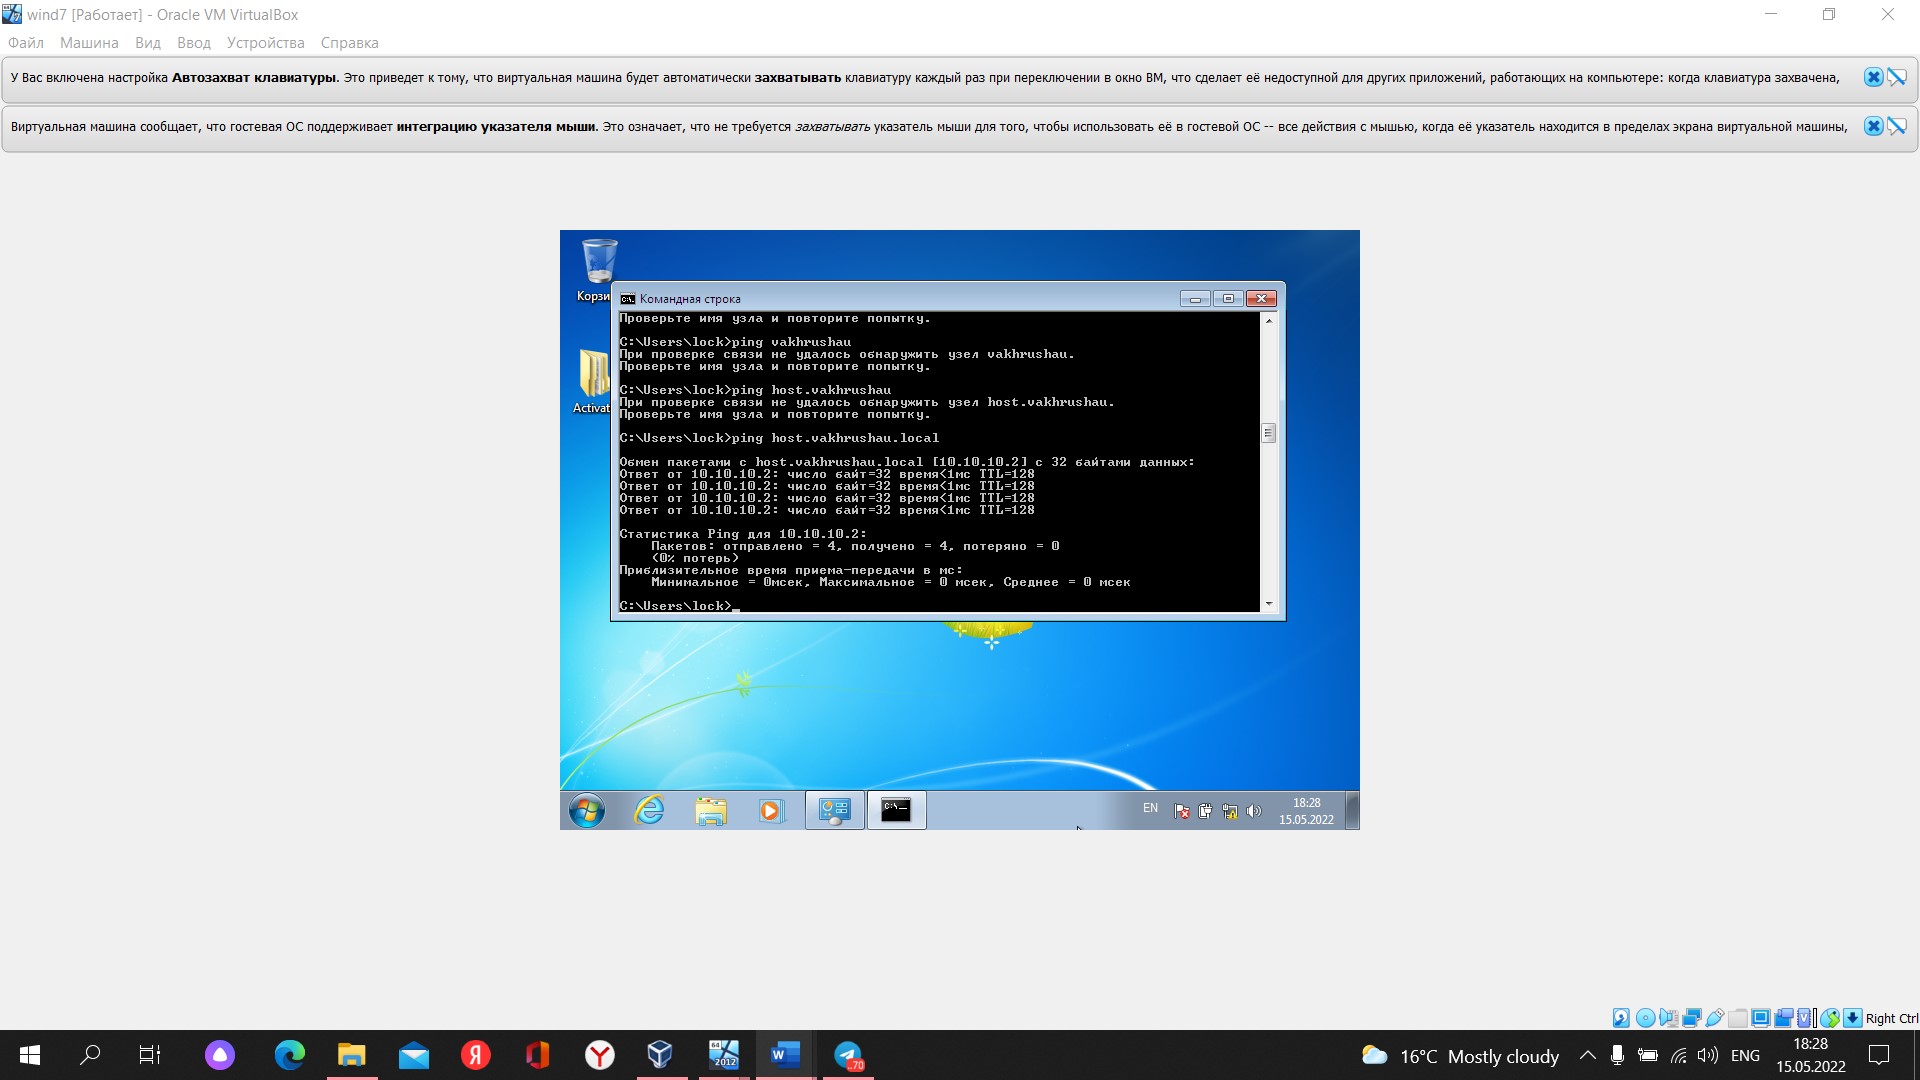 wind7 [Работает] - Oracle VM VirtualBox
Файл Машина Вид Ввод Устройства Справка
У Вас включена настройка Автозахват клавиатуры. Это приведет к тому, что виртуальная машина будет автоматически захватывать клавиатуру каждый раз при переключении в окно ВМ, что сделает её недоступной для других приложений, работающих на компьютере: когда клавиатура захвачена,
Виртуальная машина сообщает, что гостевая ОС поддерживает интеграцию указателя мыши. Это означает, что не требуется захватывать указатель мыши для того, чтобы использовать её в гостевой ОС -- все действия с мышью, когда её указатель находится в пределах экрана виртуальной машины,
Корзи
Activat
Командная строка
Проверьте имя узла и повторите попытку.
C:\Users\lock>ping vakhrushau
При проверке связи не удалось обнаружить узел vakhrushau.
Проверьте имя узла и повторите попытку.
C:\Users\lock>ping host.vakhrushau
При проверке связи не удалось обнаружить узел host.vakhrushau.
Проверьте имя узла и повторите попытку.
C:\Users\lock>ping host.vakhrushau.local
Обмен пакетами с host.vakhrushau.local [10.10.10.2] с 32 байтами данных:
Ответ от 10.10.10.2: число байт=32 время<1мс TTL=128
Ответ от 10.10.10.2: число байт=32 время<1мс TTL=128
Ответ от 10.10.10.2: число байт=32 время<1мс TTL=128
Ответ от 10.10.10.2: число байт=32 время<1мс TTL=128
Статистика Ping для 10.10.10.2:
Пакетов: отправлено = 4, получено = 4, потеряно = 0
(0% потерь)
Приблизительное время приема-передачи в мс:
Минимальное = 0мсек, Максимальное = 0 мсек, Среднее = 0 мсек
C:\Users\lock>_
EN
18:28
15.05.2022
Right Ctrl
16°C Mostly cloudy
ENG
18:28
15.05.2022